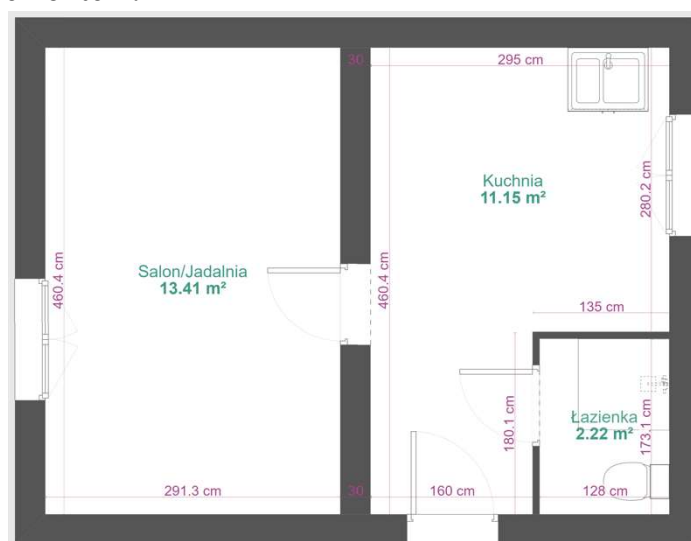 30
295 cm
Kuchnia
11.15 m²
280.2 cm
460.4 cm
Salon/Jadalnia
13.41 m²
460.4 cm
135 cm
180.1 cm
Łazienka
2.22 m²
173.1 cm
291.3 cm
30
160 cm
128 cm